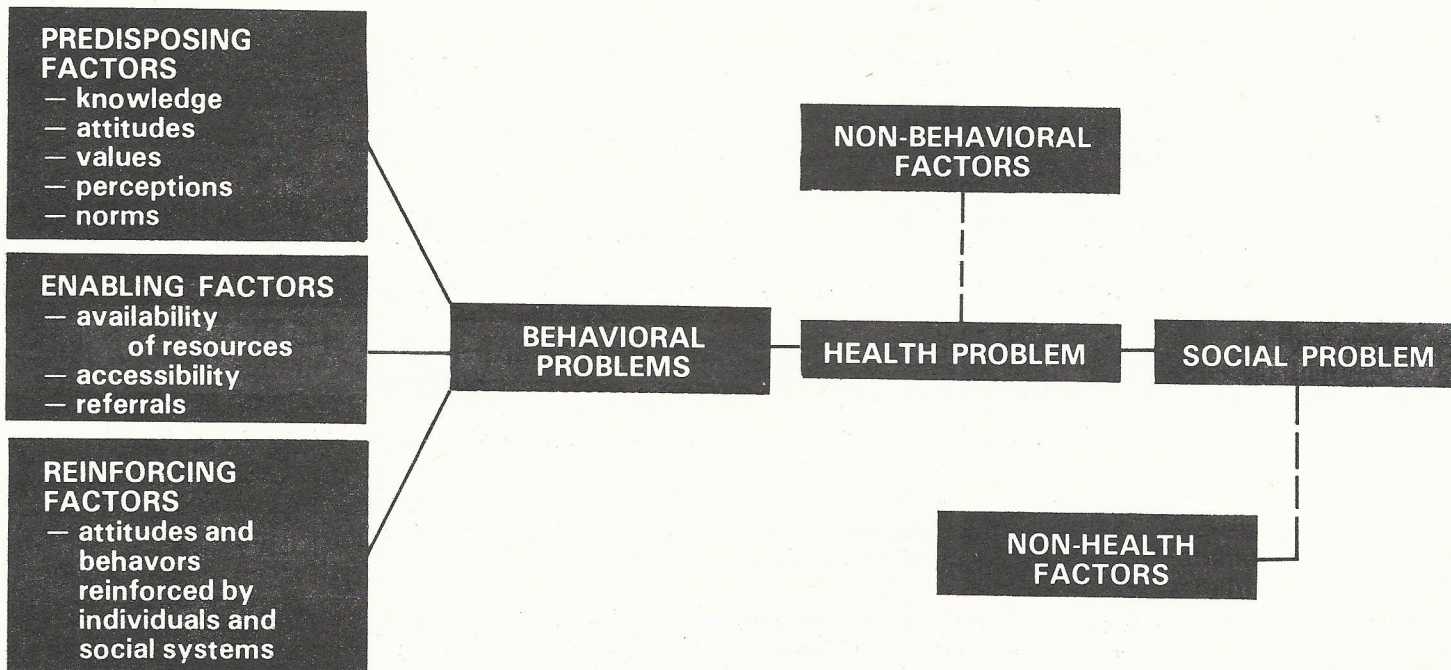 PREDISPOSING
FACTORS
— knowledge
— attitudes
— values
— perceptions
— norms
ENABLING FACTORS
— availability
of resources
— accessibility
— referrals
REINFORCING
FACTORS
— attitudes and
behavors
reinforced by
individuals and
social systems
BEHAVIORAL
PROBLEMS
NON-BEHAVIORAL
FACTORS
HEALTH PROBLEM
SOCIAL PROBLEM
NON-HEALTH
FACTORS